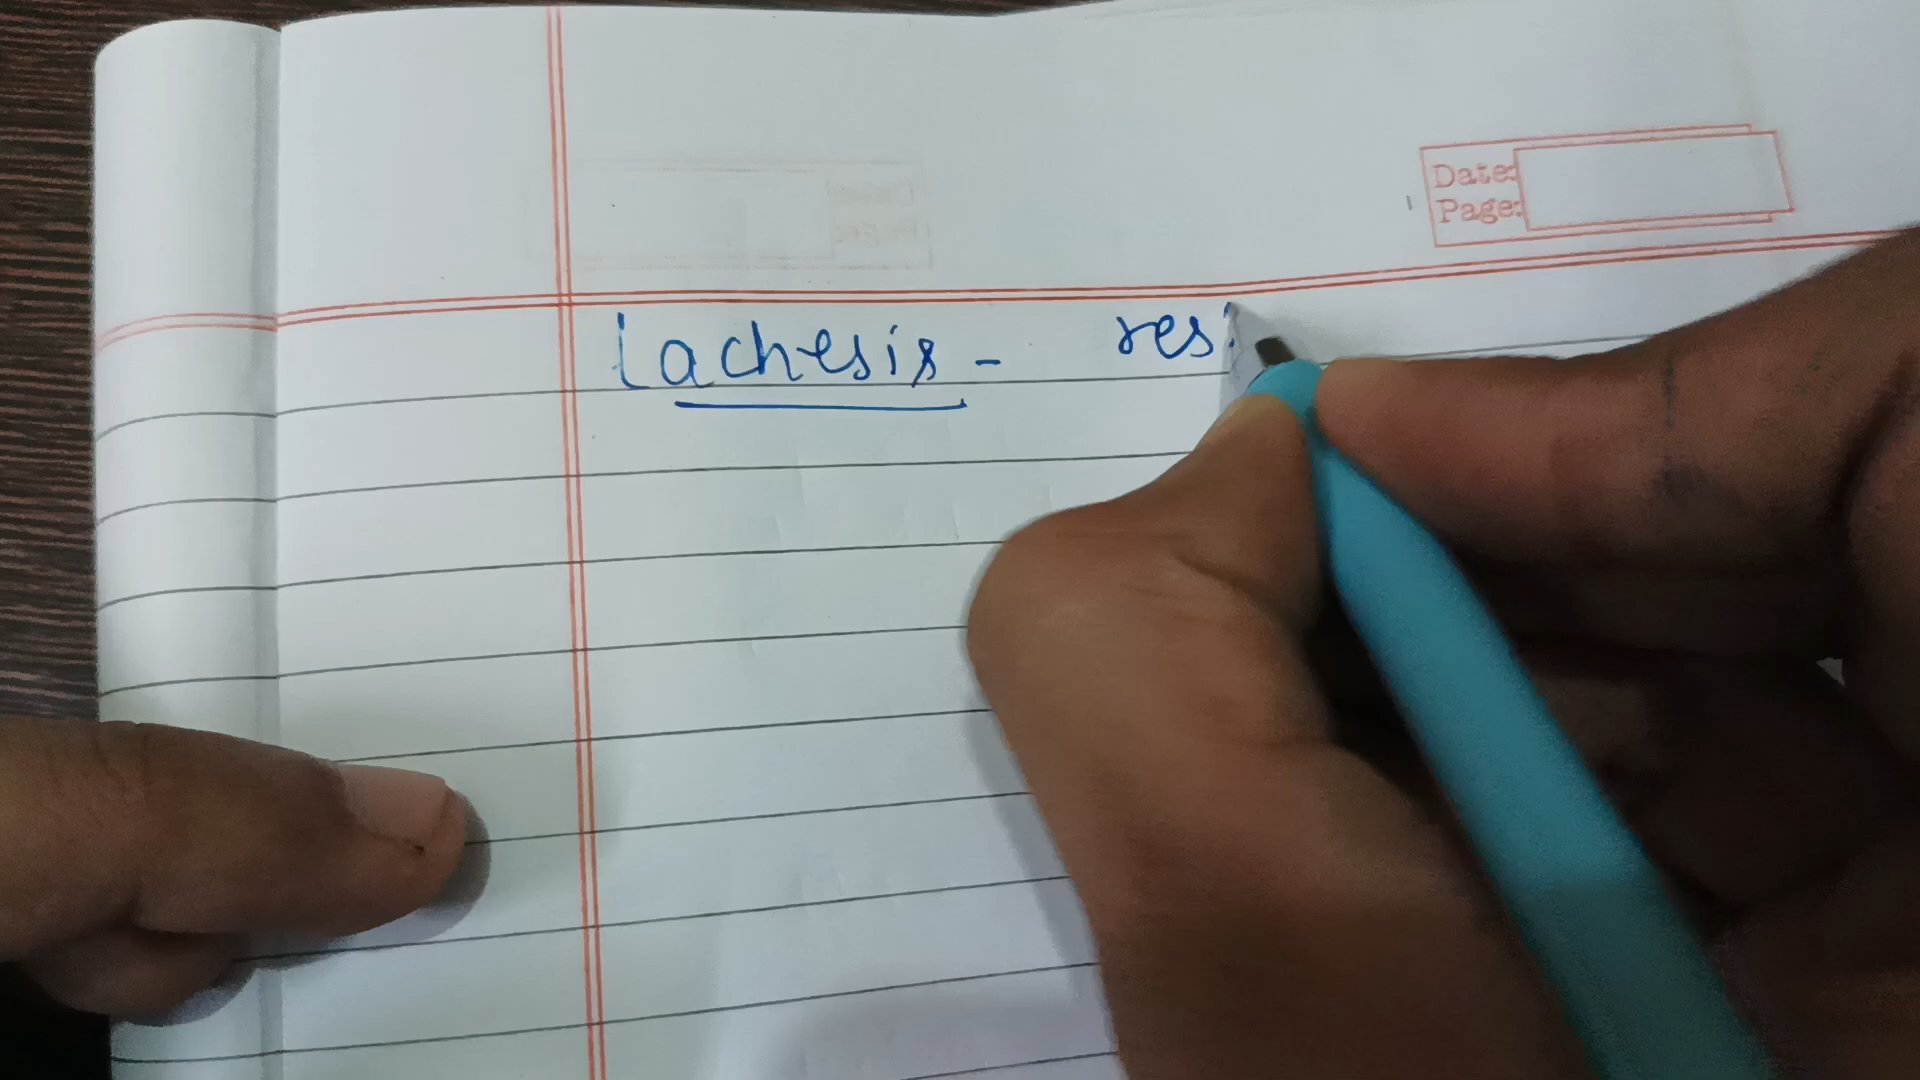 Date:
Page:
Lachesis - res